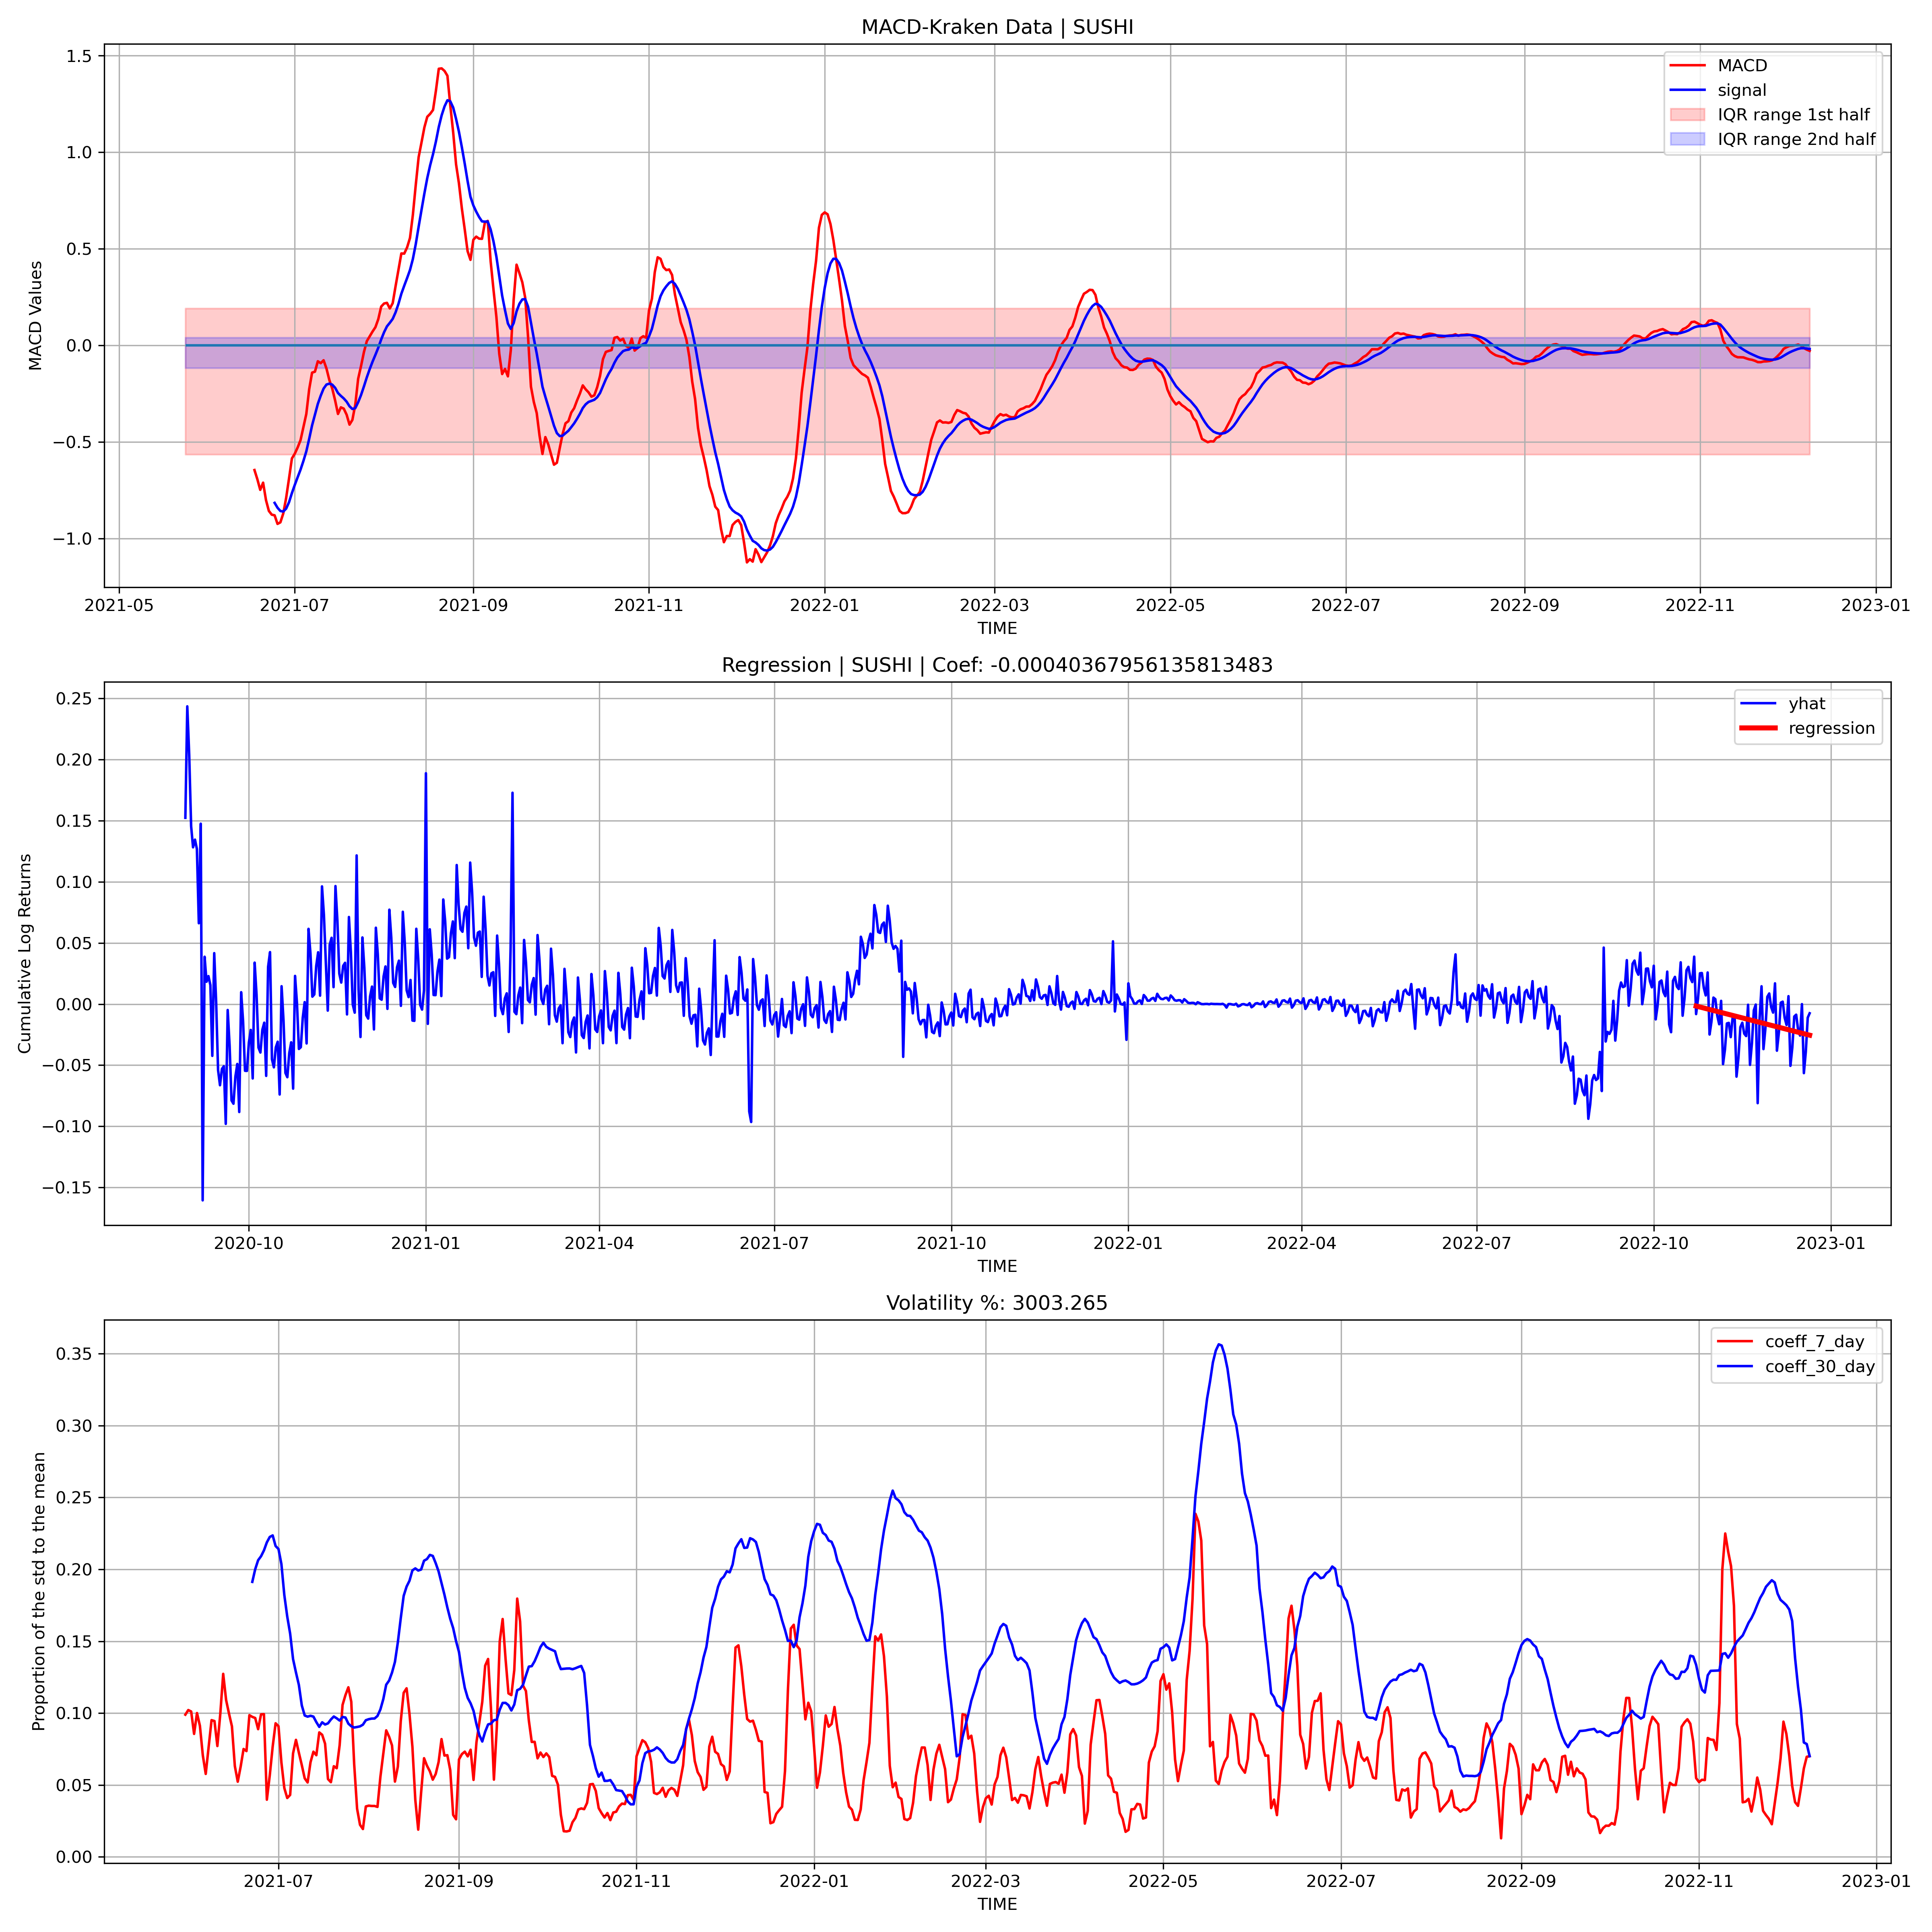 MACD-Kraken Data | SUSHI
MACD
signal
IQR range 1st half
IQR range 2nd half
MACD Values
1.5
1.0
0.5
0.0
−0.5
−1.0
2021-05 2021-07 2021-09 2021-11 2022-01 2022-03 2022-05 2022-07 2022-09 2022-11 2023-01
TIME
Regression | SUSHI | Coef: -0.00040367956135813483
yhat
regression
Cumulative Log Returns
0.25
0.20
0.15
0.10
0.05
0.00
−0.05
−0.10
−0.15
2020-10 2021-01 2021-04 2021-07 2021-10 2022-01 2022-04 2022-07 2022-10 2023-01
TIME
Volatility %: 3003.265
coeff_7_day
coeff_30_day
Proportion of the std to the mean
0.35
0.30
0.25
0.20
0.15
0.10
0.05
0.00
2021-07 2021-09 2021-11 2022-01 2022-03 2022-05 2022-07 2022-09 2022-11 2023-01
TIME